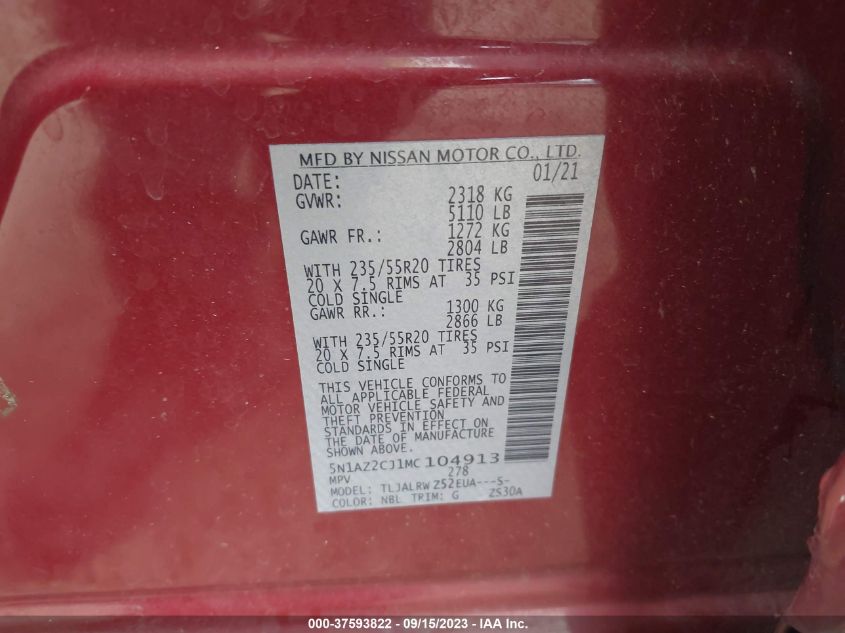 MFD BY NISSAN MOTOR CO., LTD.
DATE: 01/21
GVWR: 2318 KG
5110 LB
GAWR FR.: 1272 KG
2804 LB
WITH 235/55R20 TIRES
20 X 7.5 RIMS AT 35 PSI
COLD SINGLE
GAWR RR.: 1300 KG
2866 LB
WITH 235/55R20 TIRES
20 X 7.5 RIMS AT 35 PSI
COLD SINGLE
THIS VEHICLE CONFORMS TO
ALL APPLICABLE FEDERAL
MOTOR VEHICLE SAFETY AND
THEFT PREVENTION
STANDARDS IN EFFECT ON
THE DATE OF MANUFACTURE
SHOWN ABOVE.
5N1AZ2CJ1MC104913
MPV 278
MODEL: TLJALRW Z52EUA---S-
COLOR: NBL TRIM: G ZS30A
000-37593822 - 09/15/2023 - IAA Inc.